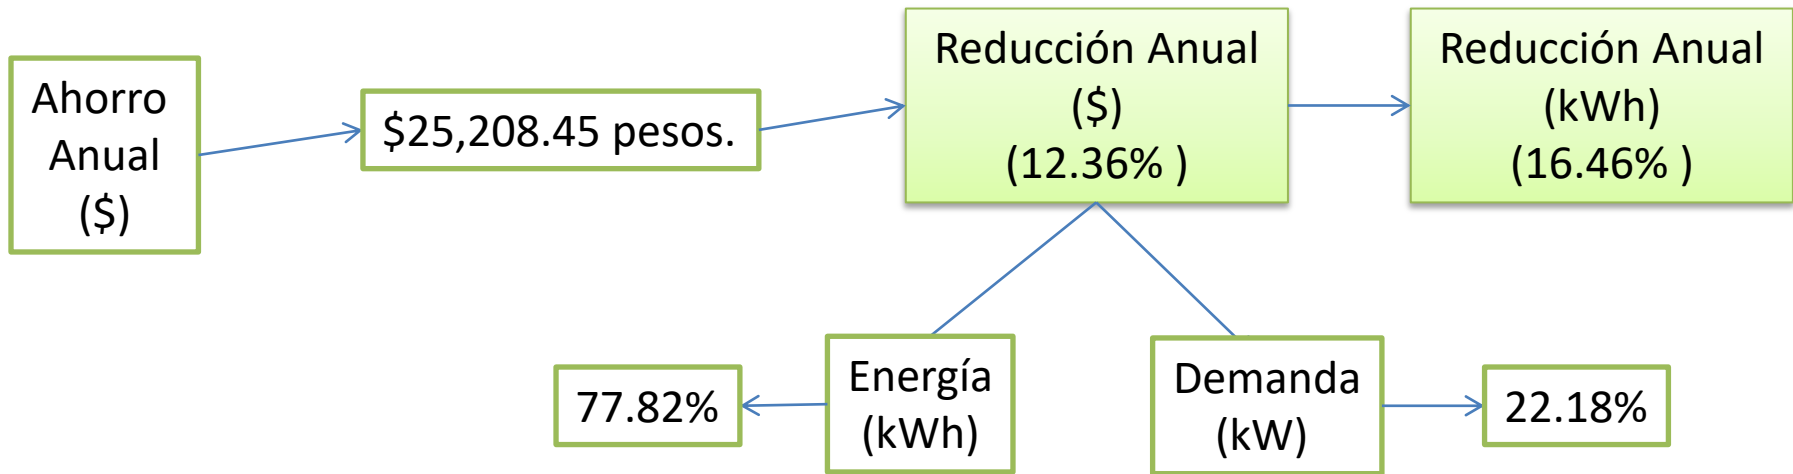 Ahorro
Anual
($)
$25,208.45 pesos.
Reducción Anual
($)
(12.36% )
Reducción Anual
(kWh)
(16.46% )
77.82%
Energía
(kWh)
Demanda
(kW)
22.18%